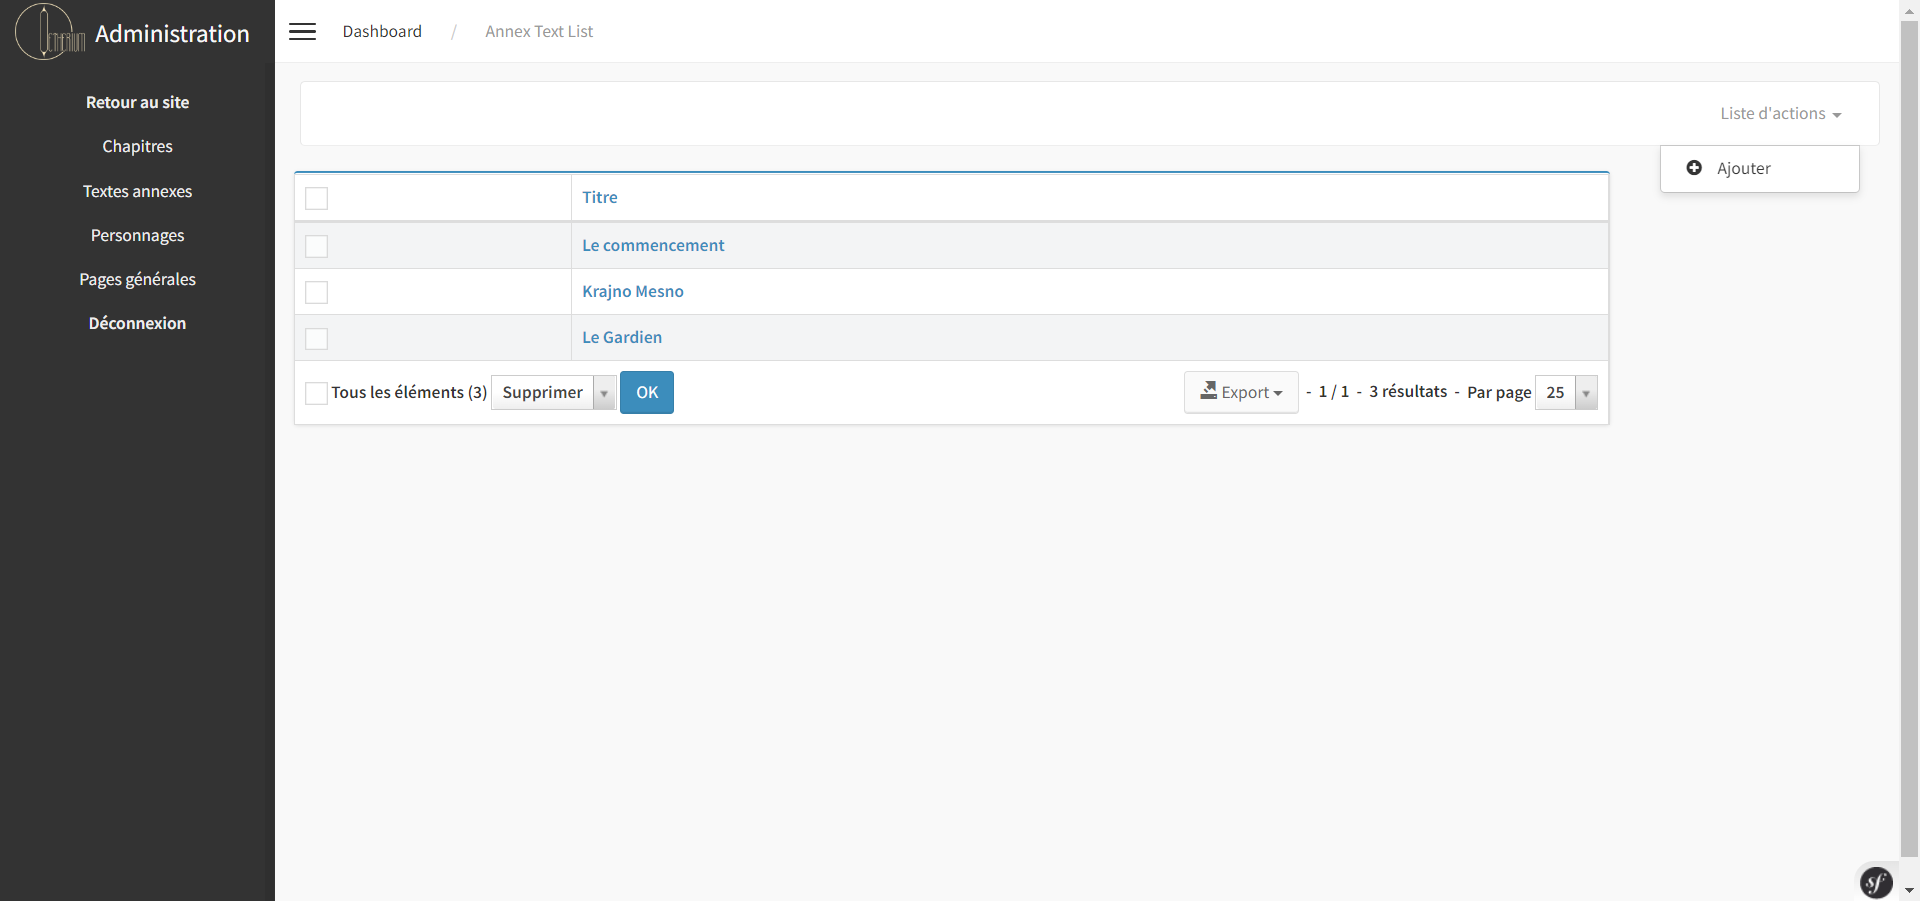 Octherium Administration
Retour au site
Chapitres
Textes annexes
Personnages
Pages générales
Déconnexion
Dashboard / Annex Text List
Liste d'actions
Ajouter
Titre
Le commencement
Krajno Mesno
Le Gardien
Tous les éléments (3) Supprimer OK Export - 1 / 1 - 3 résultats - Par page 25
sf